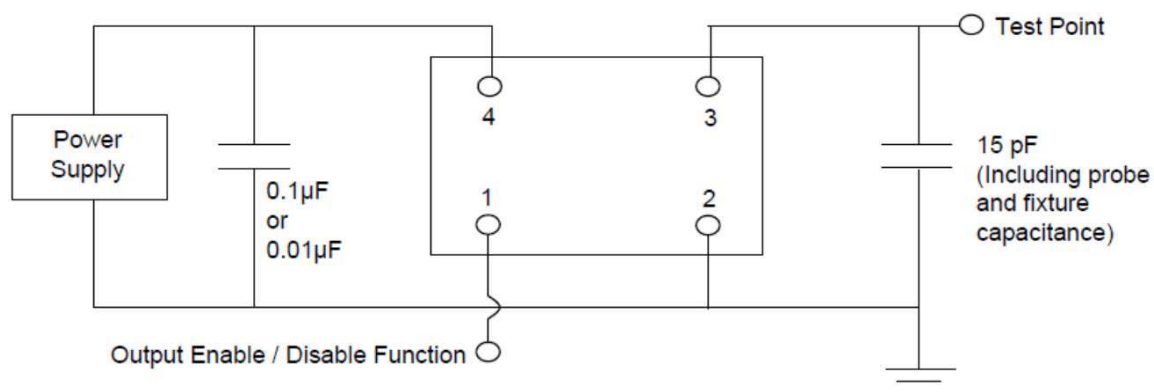 Test Point
4
3
Power
Supply
15 pF
(Including probe
and fixture
capacitance)
0.1µF
or
0.01µF
1
2
Output Enable / Disable Function